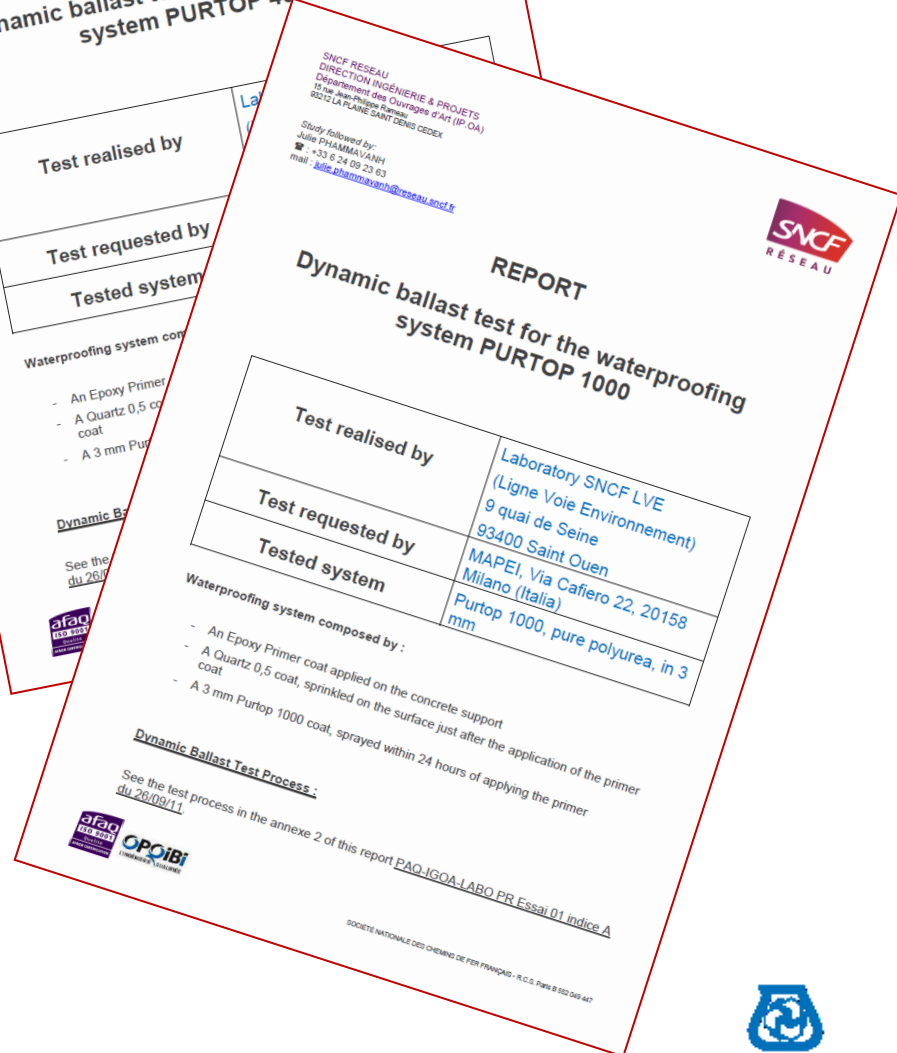 namic ballast
system PURTOP 4
Test realised by
La
Test requested by
Tested system
Waterproofing system com
- An Epoxy Primer
- A Quartz 0,5 co
coat
- A 3 mm Pur
Dynamic Ba
See the
du 26/
afaq
ISO 9001
Qualité
SNCF RESEAU
DIRECTION INGÉNIERIE & PROJETS
Département des Ouvrages d'Art (IP.OA)
15 rue Jean-Philippe Rameau
93212 LA PLAINE SAINT DENIS CEDEX
Study followed by:
Julie PHAMMAVANH
☎ : +33 6 24 09 23 63
mail : julie.phammavanh@reseau.sncf.fr
SNCF
RÉSEAU
REPORT
Dynamic ballast test for the waterproofing
system PURTOP 1000
Test realised by
Laboratory SNCF LVE
(Ligne Voie Environnement)
9 quai de Seine
93400 Saint Ouen
Test requested by
MAPEI, Via Cafiero 22, 20158
Milano (Italia)
Tested system
Purtop 1000, pure polyurea, in 3
mm
Waterproofing system composed by :
- An Epoxy Primer coat applied on the concrete support
- A Quartz 0,5 coat, sprinkled on the surface just after the application of the primer
coat
- A 3 mm Purtop 1000 coat, sprayed within 24 hours of applying the primer
Dynamic Ballast Test Process :
See the test process in the annexe 2 of this report PAQ-IGOA-LABO PR Essai 01 indice A
du 26/09/11.
afaq
ISO 9001
Qualité
OPQiBi
L'INGÉNIERIE QUALIFIÉE
SOCIÉTÉ NATIONALE DES CHEMINS DE FER FRANÇAIS - R.C.S. Paris B 552 049 447